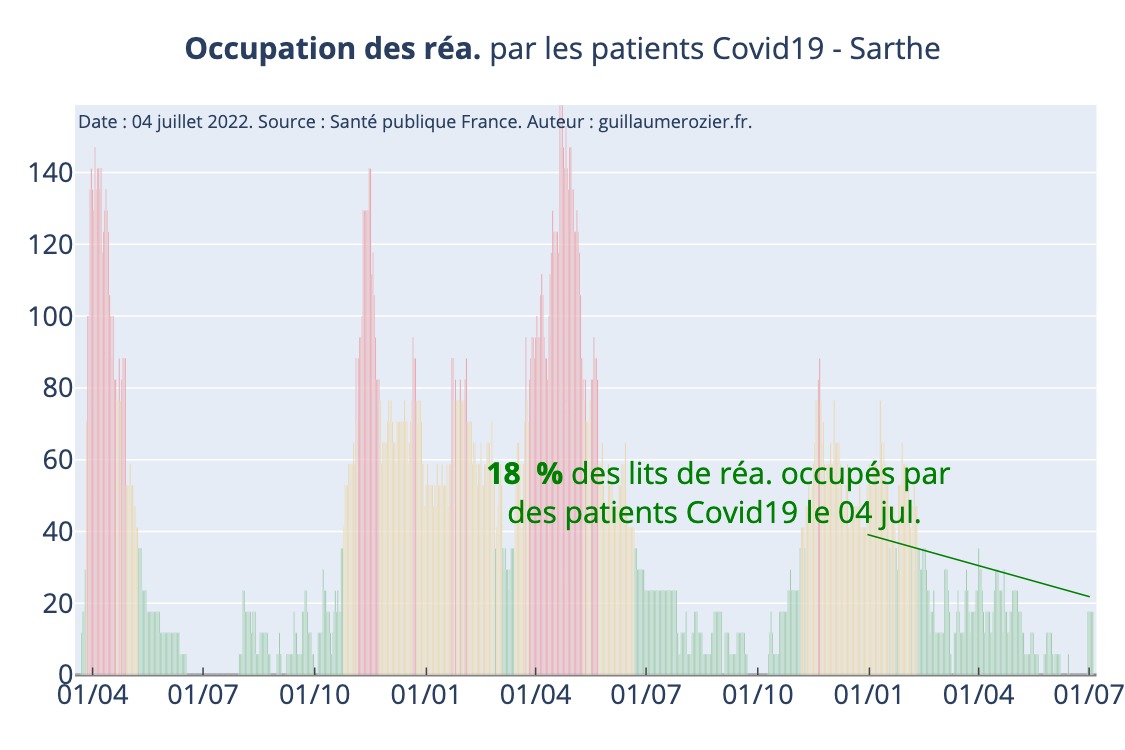 Occupation des réa. par les patients Covid19 - Sarthe
Date : 04 juillet 2022. Source : Santé publique France. Auteur : guillaumerozier.fr.
140
120
100
80
60
40
20
0
18 % des lits de réa. occupés par
des patients Covid19 le 04 jul.
01/04 01/07 01/10 01/01 01/04 01/07 01/10 01/01 01/04 01/07